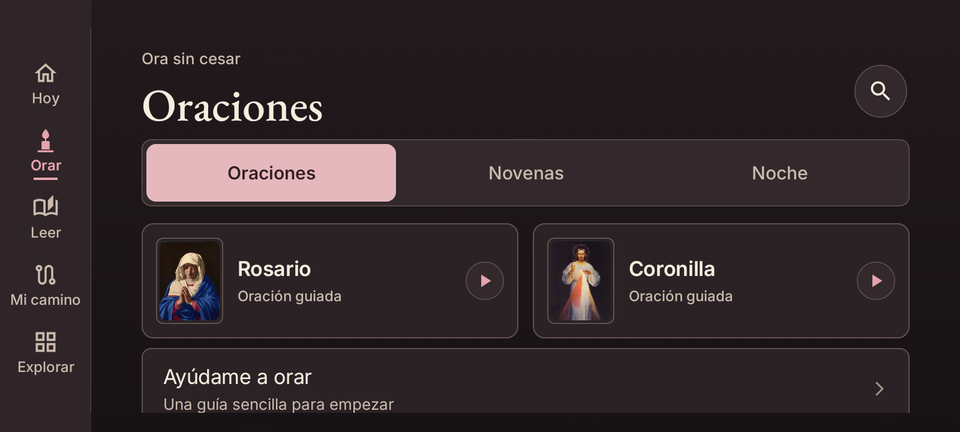 Hoy
Orar
Leer
Mi camino
Explorar
Ora sin cesar
Oraciones
Oraciones
Novenas
Noche
Rosario
Oración guiada
Coronilla
Oración guiada
Ayúdame a orar
Una guía sencilla para empezar